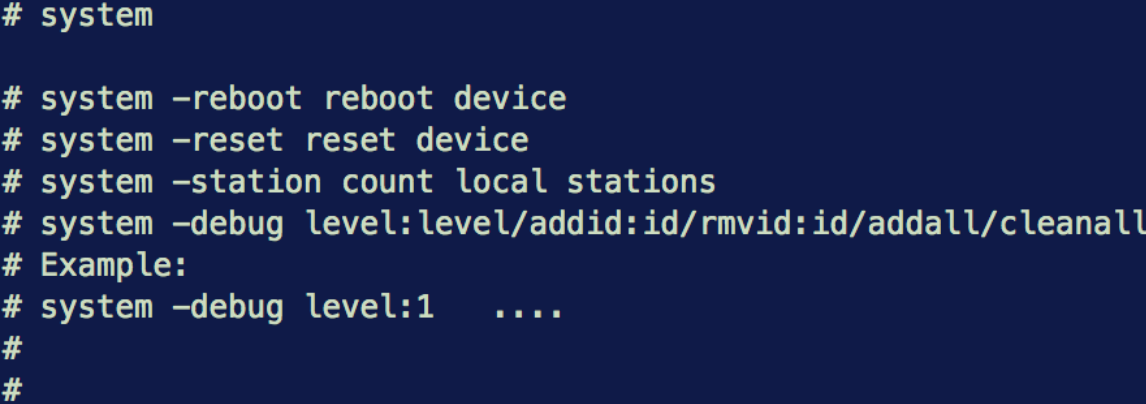 # system
# system -reboot reboot device
# system -reset reset device
# system -station count local stations
# system -debug level:level/addid:id/rmvid:id/addall/cleanall
# Example:
# system -debug level:1   ....
#
#